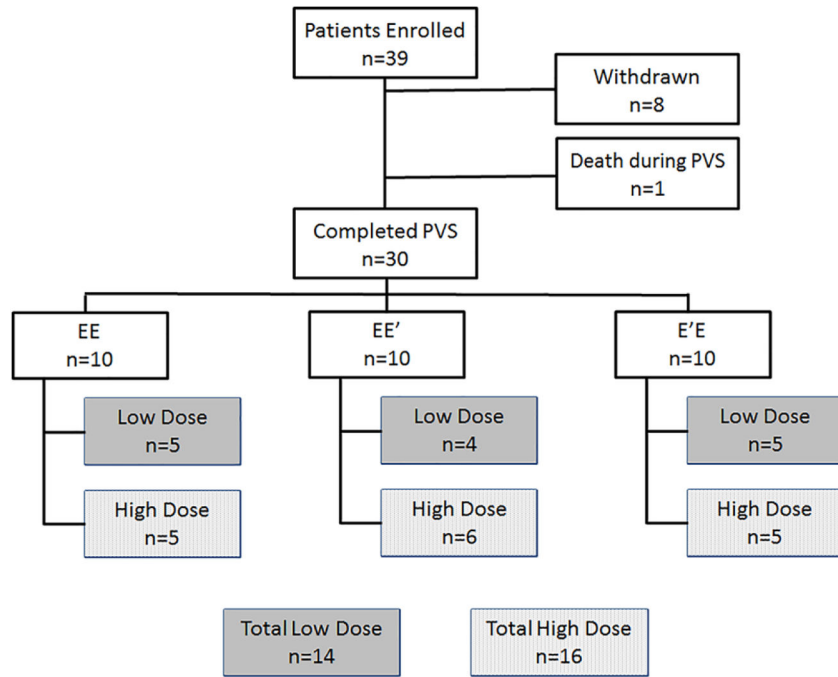 Patients Enrolled
n=39
Withdrawn
n=8
Death during PVS
n=1
Completed PVS
n=30
EE
n=10
EE'
n=10
E'E
n=10
Low Dose
n=5
Low Dose
n=4
Low Dose
n=5
High Dose
n=5
High Dose
n=6
High Dose
n=5
Total Low Dose
n=14
Total High Dose
n=16